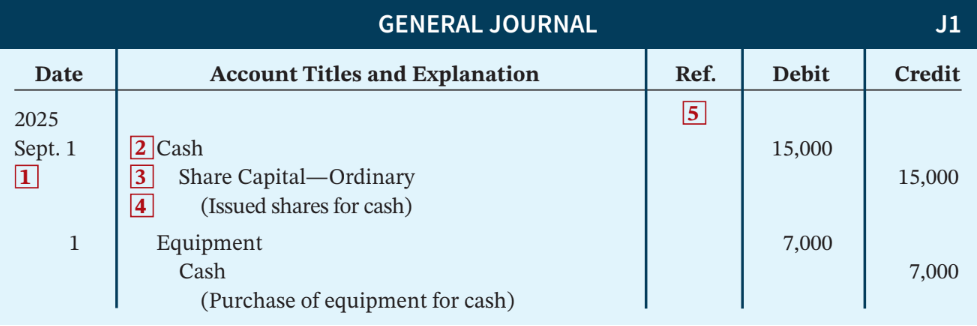 GENERAL JOURNAL J1
Date Account Titles and Explanation Ref. Debit Credit
5
2025
Sept. 1 2 Cash 15,000
1 3 Share Capital—Ordinary 15,000
4 (Issued shares for cash)
1 Equipment 7,000
Cash 7,000
(Purchase of equipment for cash)